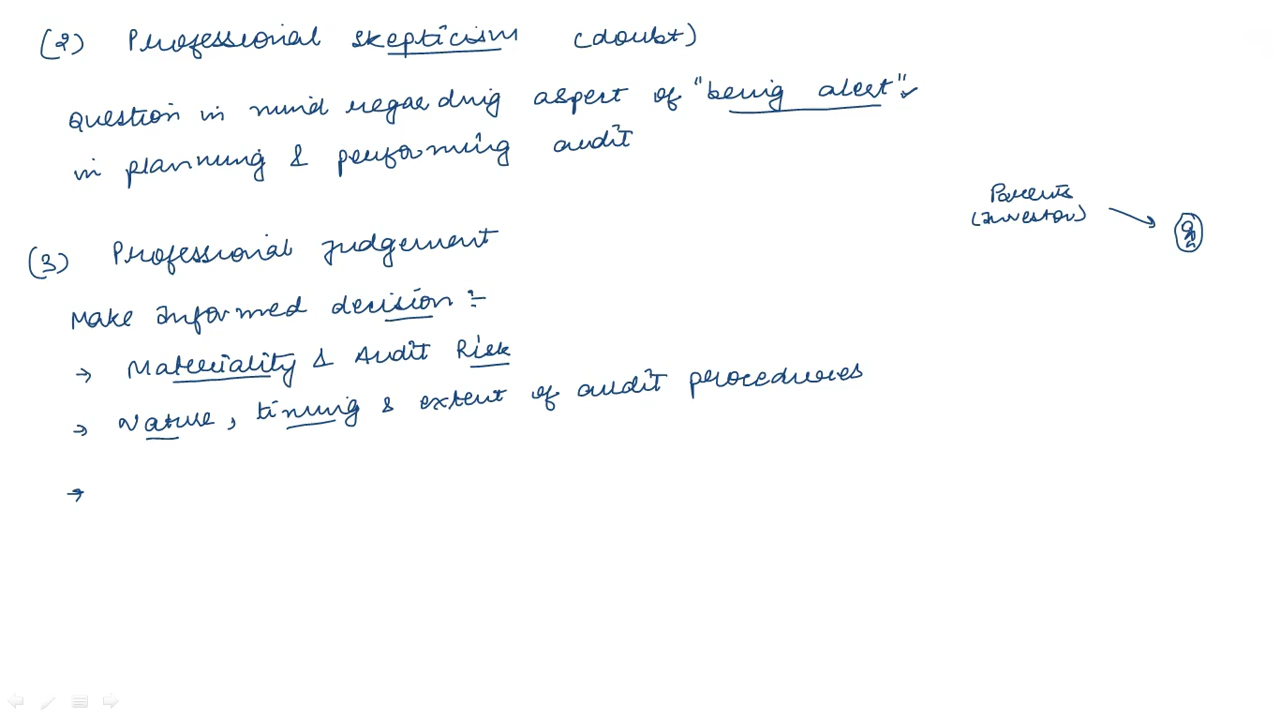 (2) Professional skepticism (doubt)
Question in mind regarding aspect of "being alert"
in planning & performing audit
Parents
(Investor)
(3) Professional Judgement
Make Informed decision :-
→ Materiality & Audit Risk
→ Nature, timing & extent of audit procedures
→